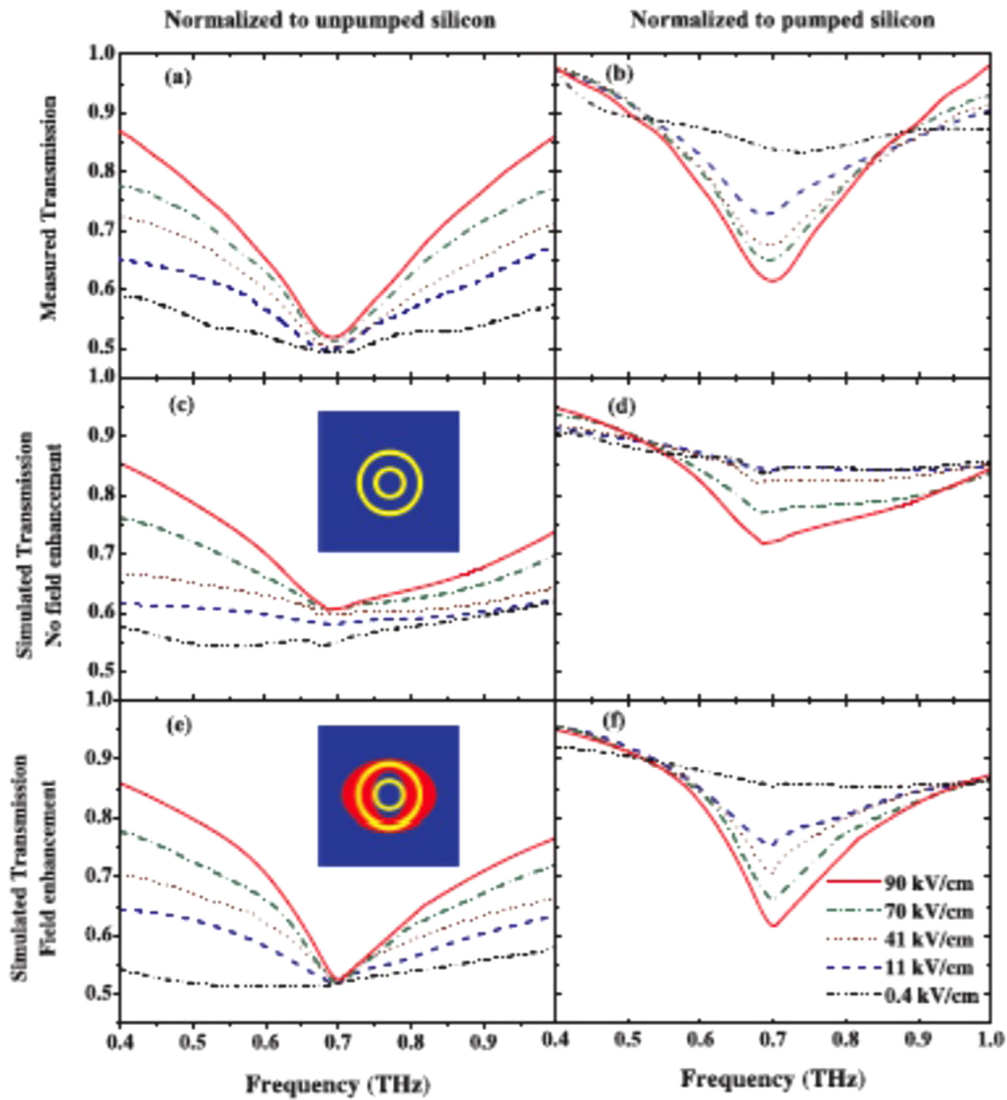 Normalized to unpumped silicon
Normalized to pumped silicon
Measured Transmission
1.0
0.9
0.8
0.7
0.6
0.5
(a)
(b)
Simulated Transmission
No field enhancement
1.0
0.9
0.8
0.7
0.6
0.5
(c)
(d)
Simulated Transmission
Field enhancement
1.0
0.9
0.8
0.7
0.6
0.5
(e)
(f)
90 kV/cm
70 kV/cm
41 kV/cm
11 kV/cm
0.4 kV/cm
0.4 0.5 0.6 0.7 0.8 0.9 0.4 0.5 0.6 0.7 0.8 0.9 1.0
Frequency (THz)
Frequency (THz)